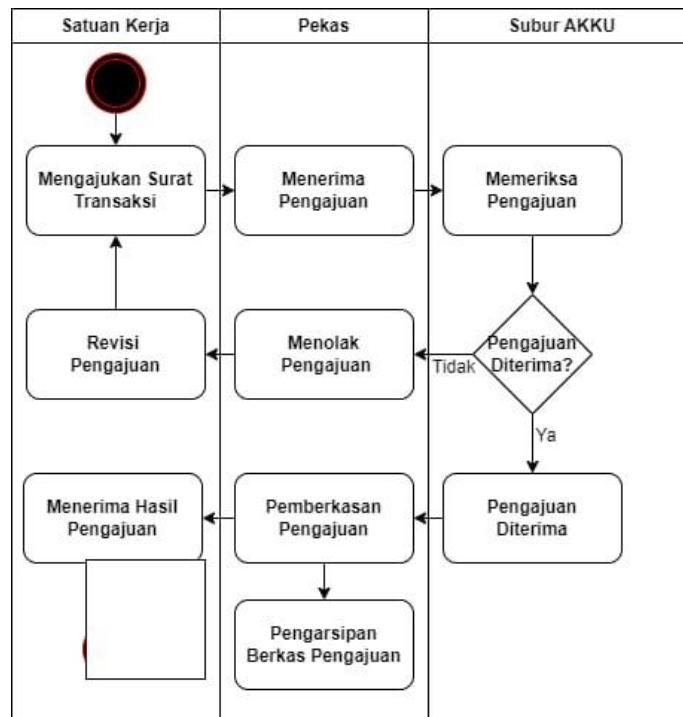 Satuan Kerja
Pekas
Subur AKKU
Mengajukan Surat
Transaksi
Menerima
Pengajuan
Memeriksa
Pengajuan
Revisi
Pengajuan
Menolak
Pengajuan
Tidak
Pengajuan
Diterima?
Ya
Menerima Hasil
Pengajuan
Pemberkasan
Pengajuan
Pengajuan
Diterima
Pengarsipan
Berkas Pengajuan